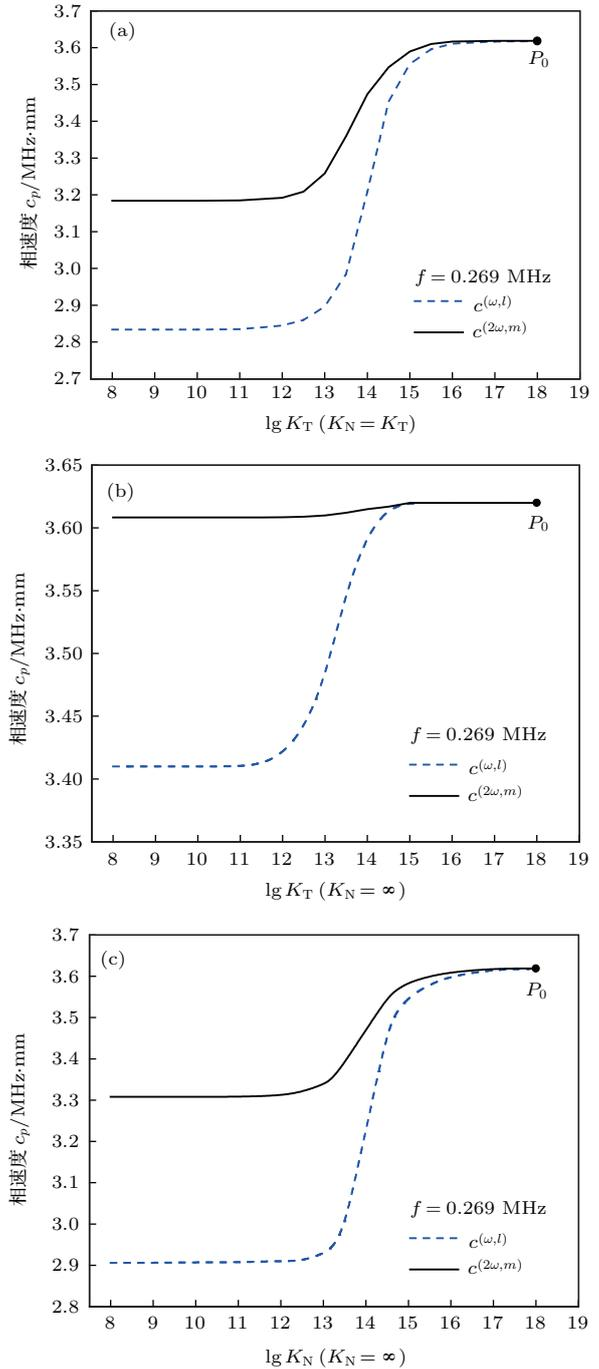 (a)
3.7
3.6
3.5
3.4
3.3
3.2
3.1
3.0
2.9
2.8
2.7
相速度 c_p/MHz·mm
P_0
f = 0.269 MHz
c^(ω,l)
c^(2ω,m)
8 9 10 11 12 13 14 15 16 17 18 19
lg K_T (K_N = K_T)
(b)
3.65
3.60
3.55
3.50
3.45
3.40
3.35
相速度 c_p/MHz·mm
P_0
f = 0.269 MHz
c^(ω,l)
c^(2ω,m)
8 9 10 11 12 13 14 15 16 17 18 19
lg K_T (K_N = ∞)
(c)
3.7
3.6
3.5
3.4
3.3
3.2
3.1
3.0
2.9
2.8
相速度 c_p/MHz·mm
P_0
f = 0.269 MHz
c^(ω,l)
c^(2ω,m)
8 9 10 11 12 13 14 15 16 17 18 19
lg K_N (K_N = ∞)